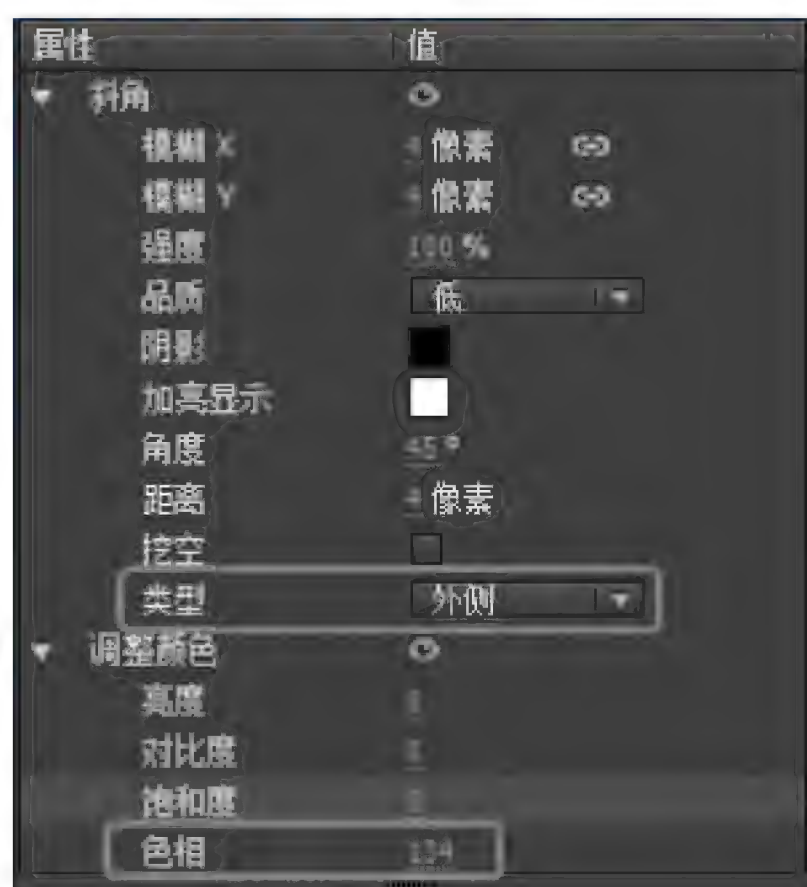 属性 值
斜角
模糊 X 像素
模糊 Y 像素
强度 100 %
品质 低
阴影
加亮显示
角度 45 °
距离 像素
挖空
类型 外侧
调整颜色
亮度
对比度
饱和度
色相